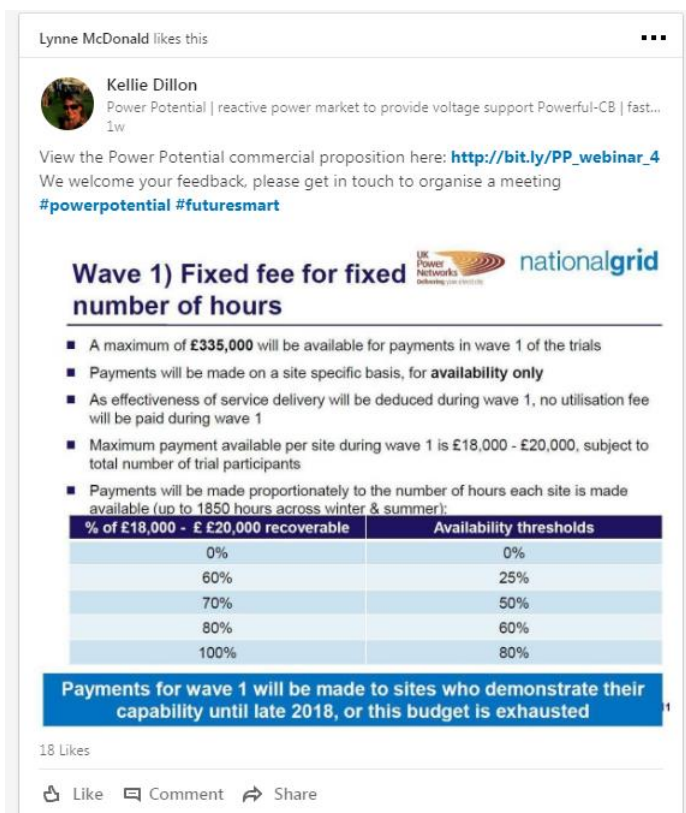 Lynne McDonald likes this
Kellie Dillon
Power Potential | reactive power market to provide voltage support Powerful-CB | fast...
1w
View the Power Potential commercial proposition here: http://bit.ly/PP_webinar_4
We welcome your feedback, please get in touch to organise a meeting
#powerpotential #futuresmart
UK
Power
Networks
nationalgrid
Wave 1) Fixed fee for fixed
number of hours
■ A maximum of £335,000 will be available for payments in wave 1 of the trials
■ Payments will be made on a site specific basis, for availability only
■ As effectiveness of service delivery will be deduced during wave 1, no utilisation fee
will be paid during wave 1
■ Maximum payment available per site during wave 1 is £18,000 - £20,000, subject to
total number of trial participants
■ Payments will be made proportionately to the number of hours each site is made
available (up to 1850 hours across winter & summer):
% of £18,000 - £ £20,000 recoverable Availability thresholds
0% 0%
60% 25%
70% 50%
80% 60%
100% 80%
Payments for wave 1 will be made to sites who demonstrate their
capability until late 2018, or this budget is exhausted
18 Likes
Like Comment Share